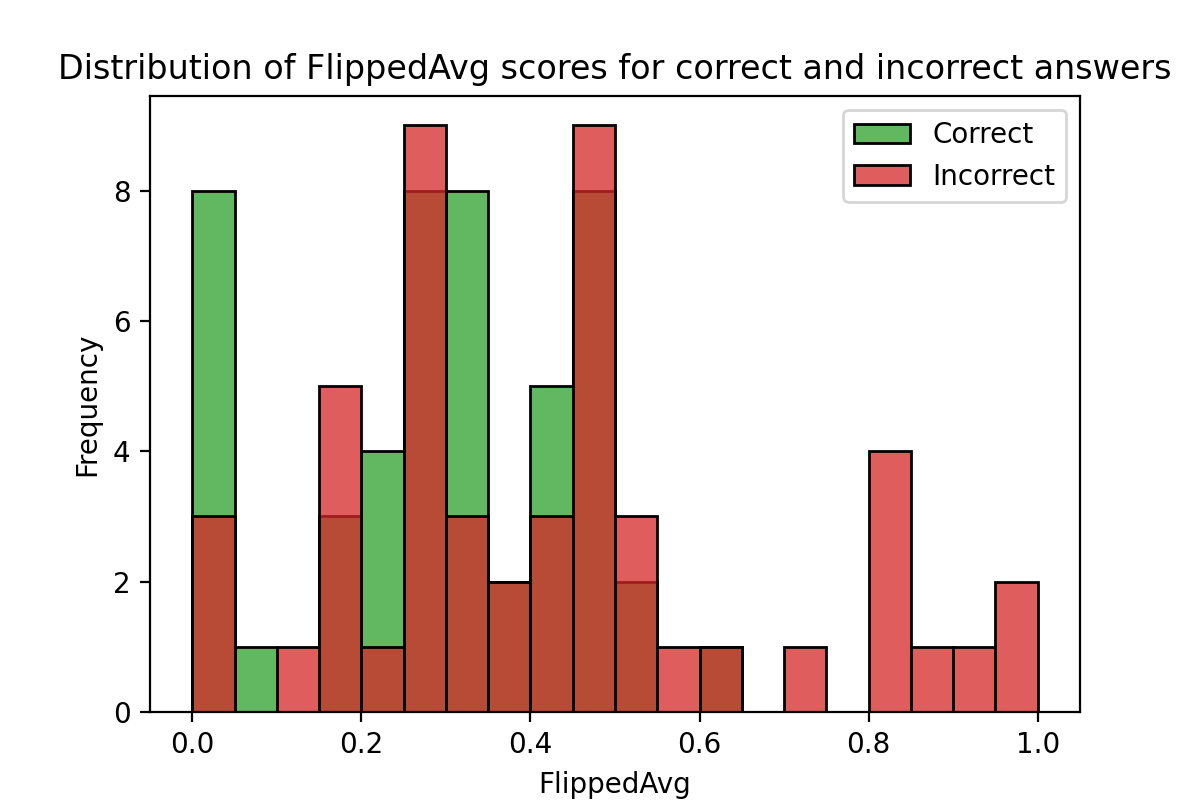 Distribution of FlippedAvg scores for correct and incorrect answers
Correct
Incorrect
8
6
4
2
0
Frequency
0.0 0.2 0.4 0.6 0.8 1.0
FlippedAvg